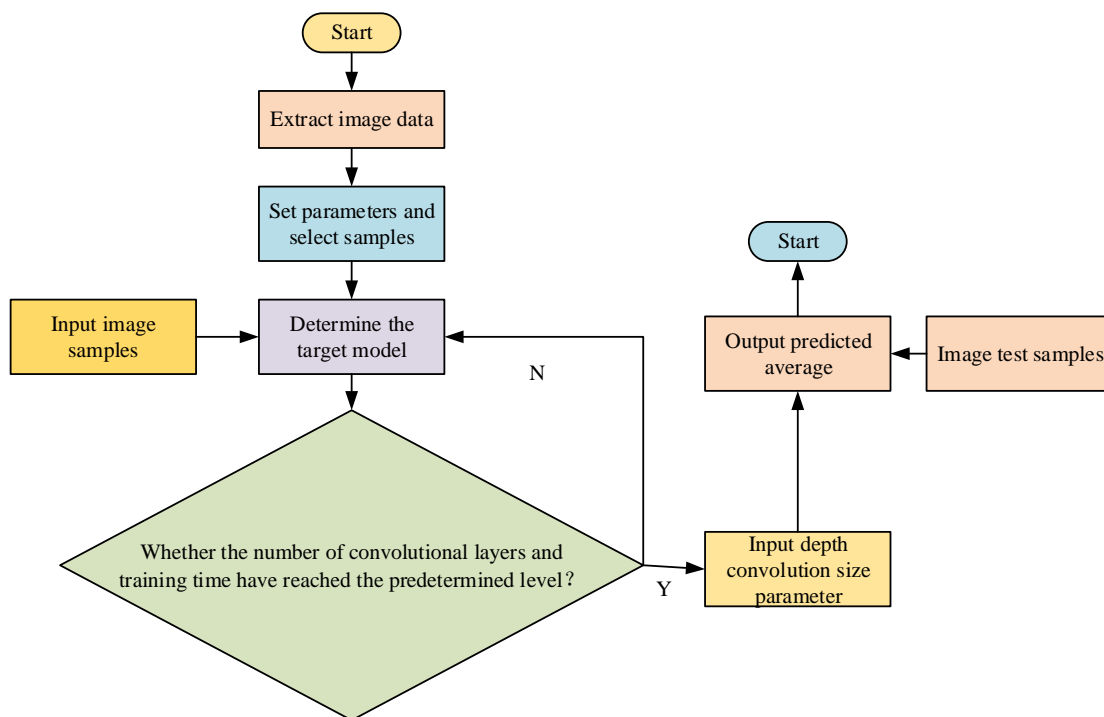 Start
Extract image data
Set parameters and
select samples
Input image
samples
Determine the
target model
N
Whether the number of convolutional layers and
training time have reached the predetermined level？
Y
Input depth
convolution size
parameter
Output predicted
average
Image test samples
Start